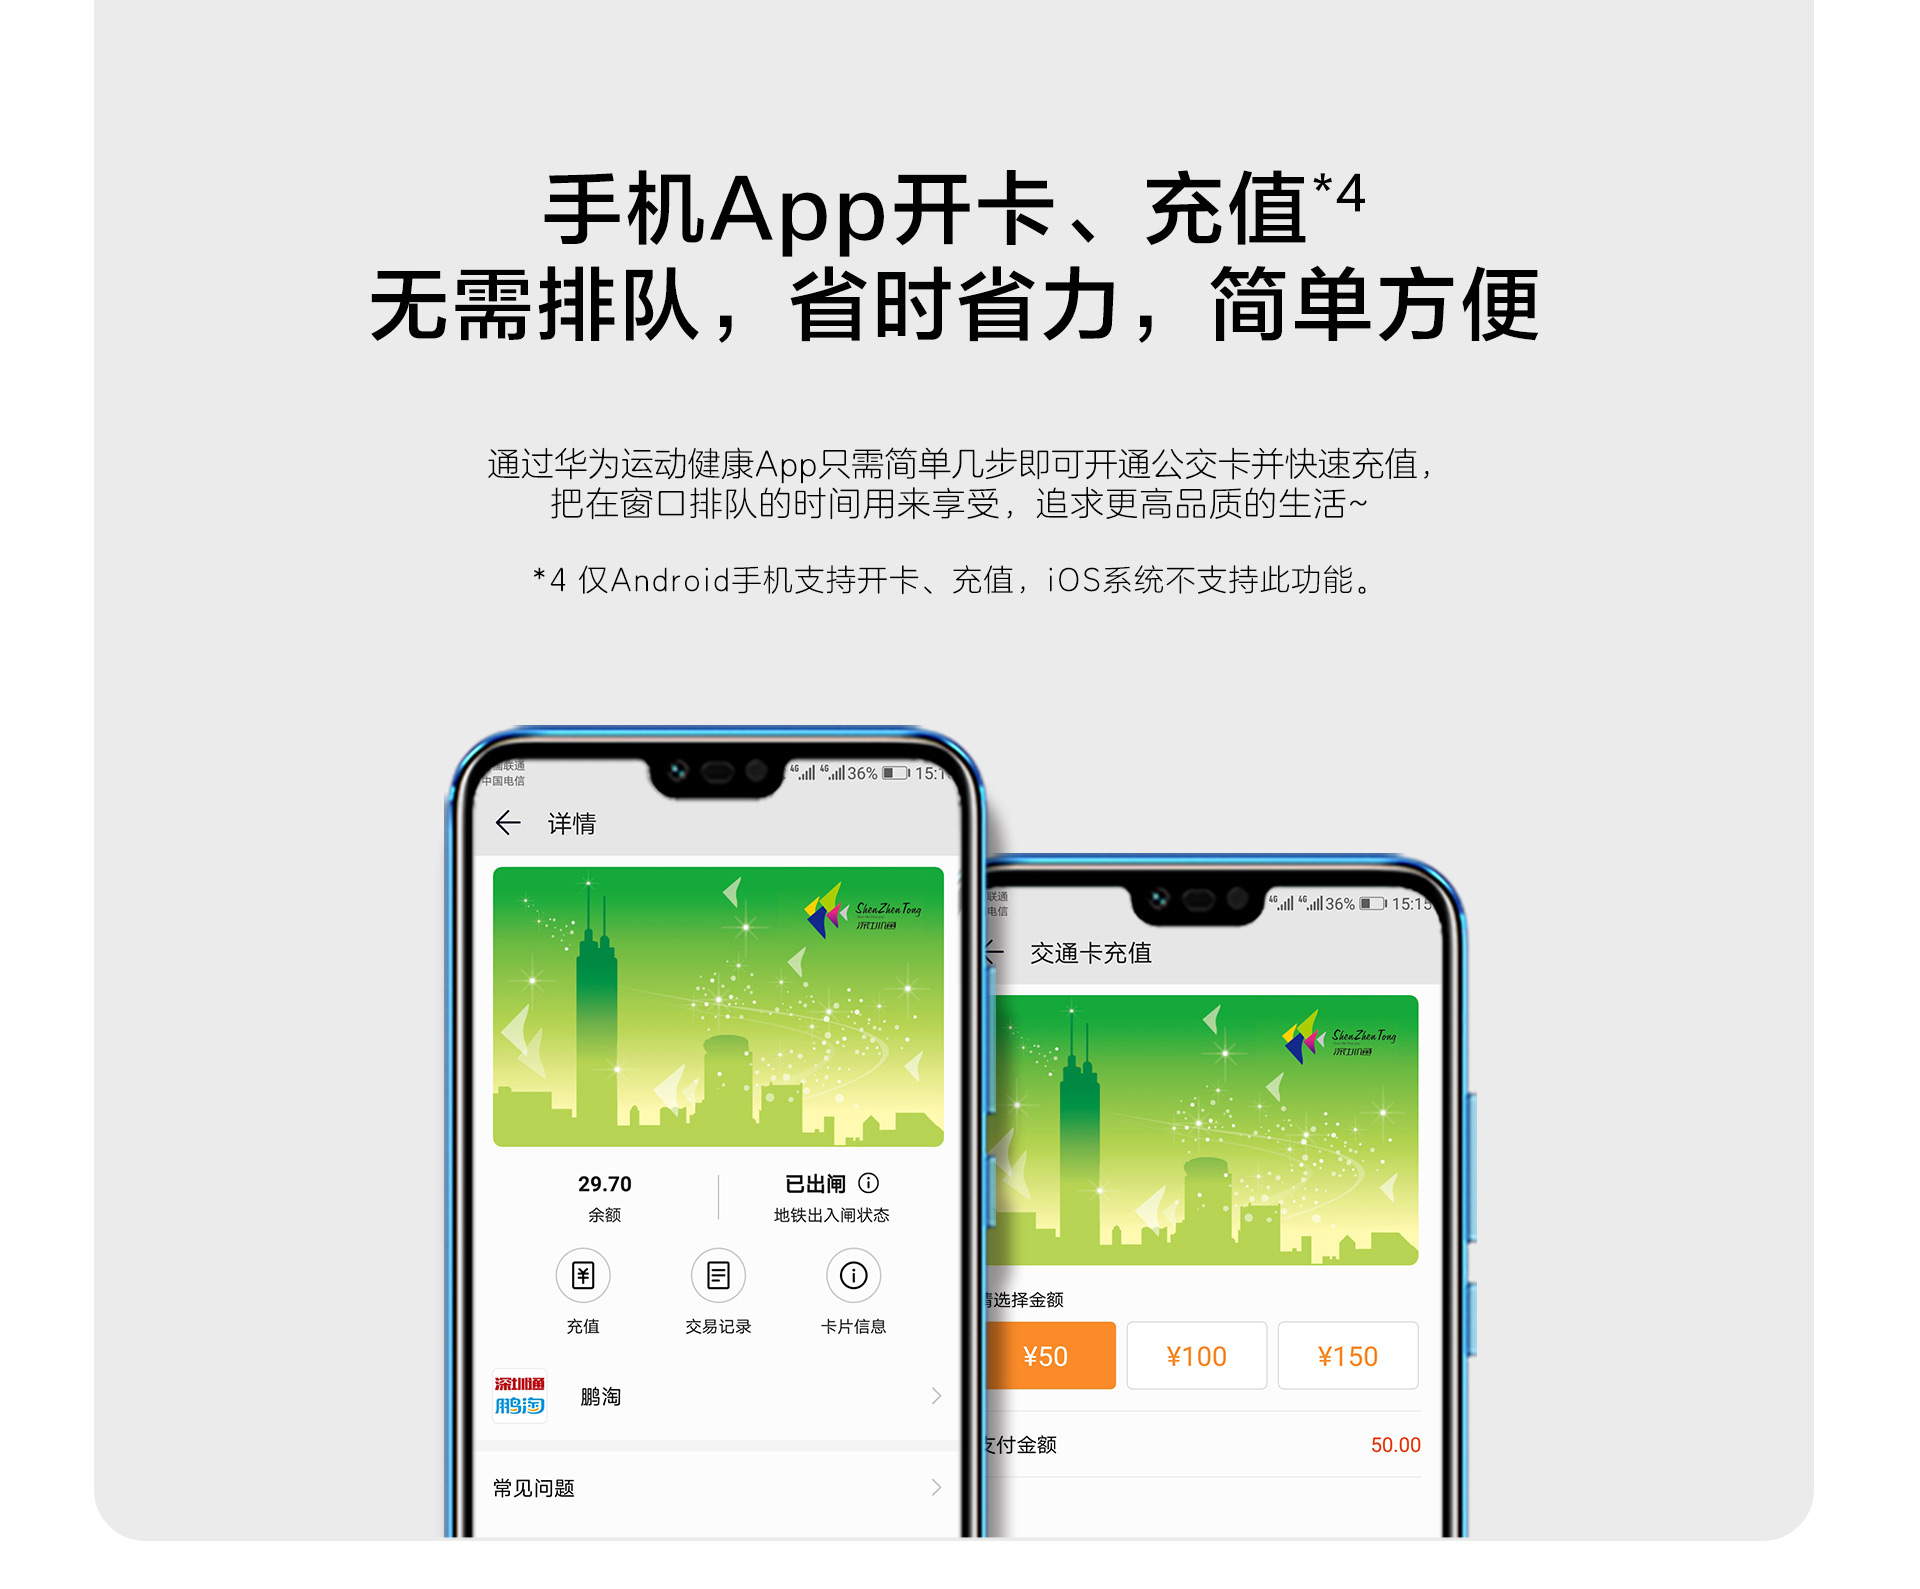 手机App开卡、充值*4
无需排队，省时省力，简单方便
通过华为运动健康App只需简单几步即可开通公交卡并快速充值，
把在窗口排队的时间用来享受，追求更高品质的生活~
*4 仅Android手机支持开卡、充值，iOS系统不支持此功能。
联通
中国电信
4G 4G 36% 15:1
详情
ShenZhen Tong
深圳通
29.70
余额
已出闸
地铁出入闸状态
充值
交易记录
卡片信息
深圳通
鹏淘
鹏淘
常见问题
联通
电信
4G 4G 36% 15:15
交通卡充值
ShenZhen Tong
深圳通
请选择金额
¥50
¥100
¥150
支付金额
50.00